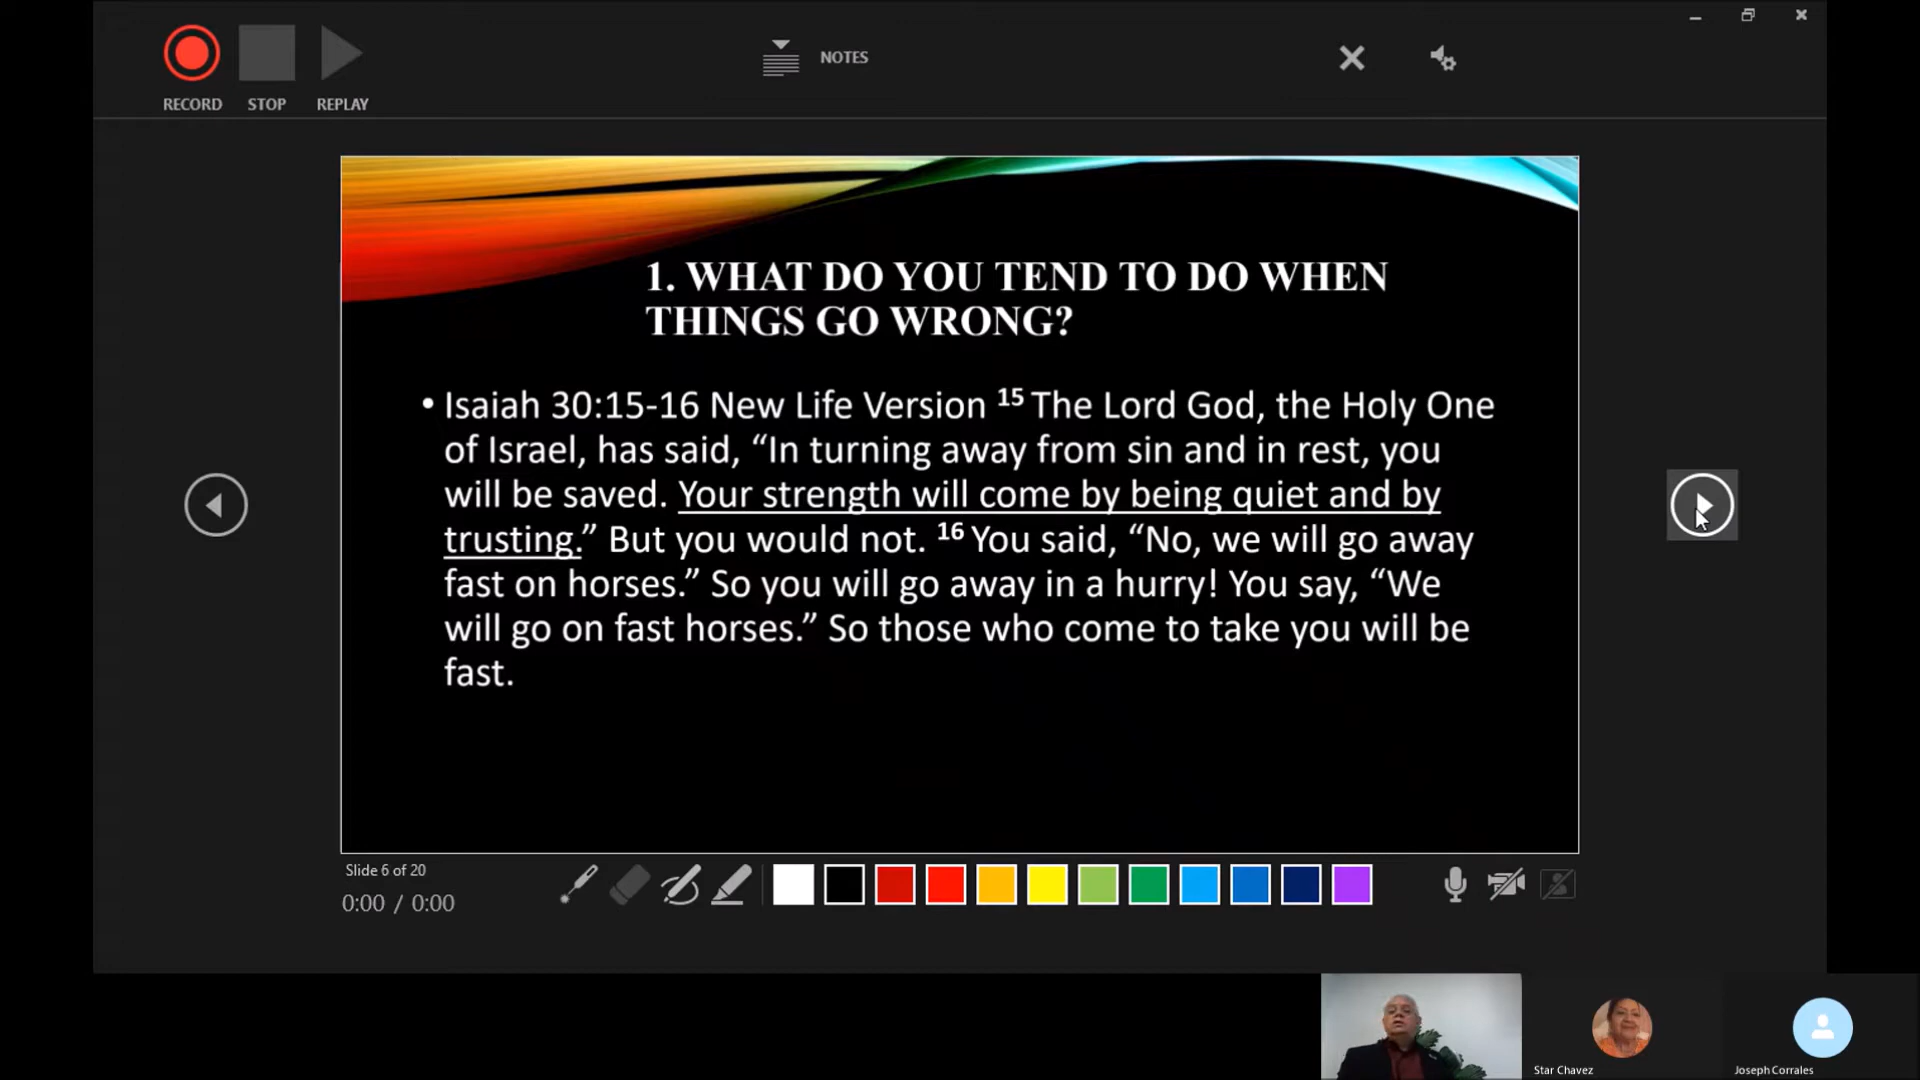 RECORD STOP REPLAY
NOTES
1. WHAT DO YOU TEND TO DO WHEN
THINGS GO WRONG?
• Isaiah 30:15-16 New Life Version 15 The Lord God, the Holy One
of Israel, has said, “In turning away from sin and in rest, you
will be saved. Your strength will come by being quiet and by
trusting.” But you would not. 16 You said, “No, we will go away
fast on horses.” So you will go away in a hurry! You say, “We
will go on fast horses.” So those who come to take you will be
fast.
Slide 6 of 20
0:00 / 0:00
Star Chavez
Joseph Corrales